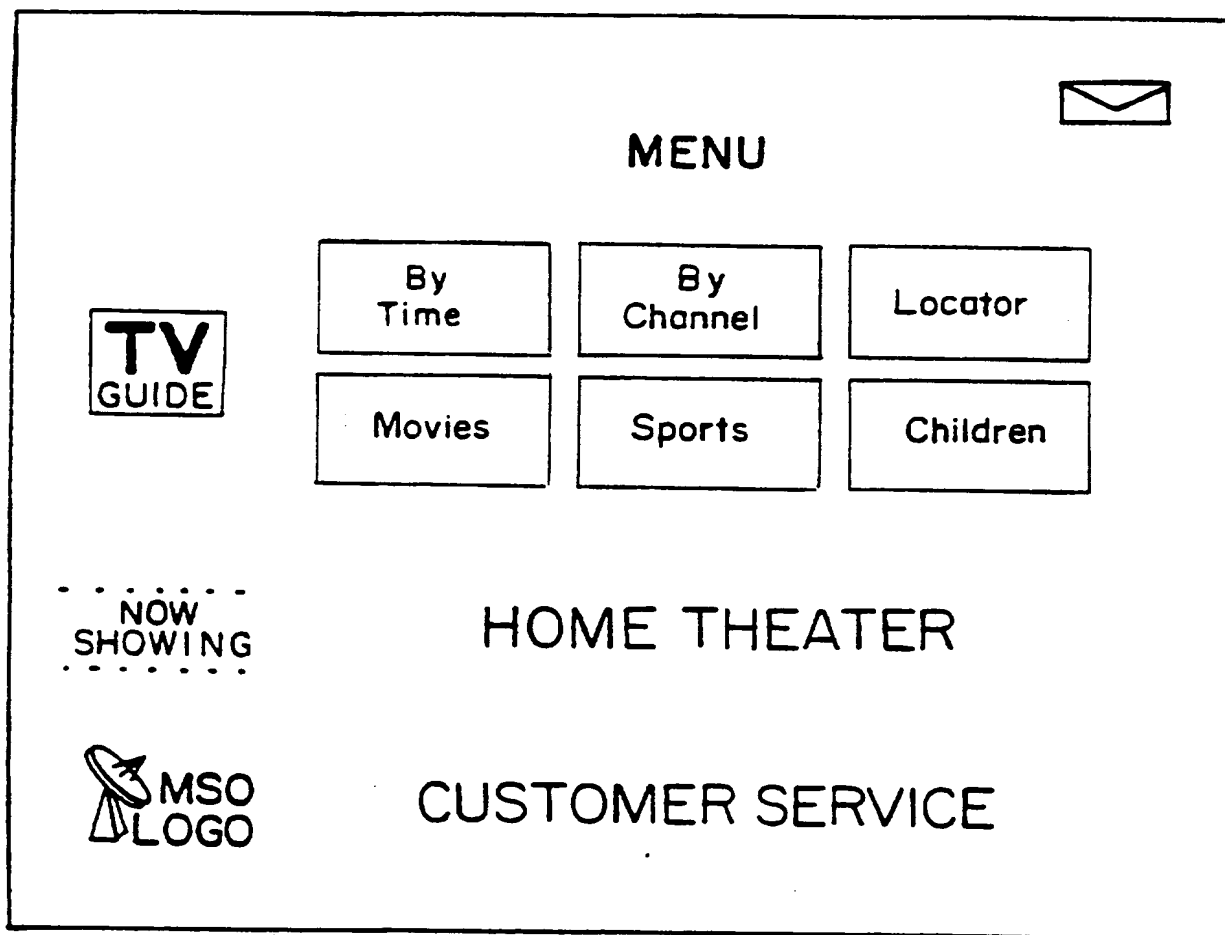 MENU
By
Time
By
Channel
Locator
TV
GUIDE
Movies
Sports
Children
NOW
SHOWING
HOME THEATER
MSO
LOGO
CUSTOMER SERVICE